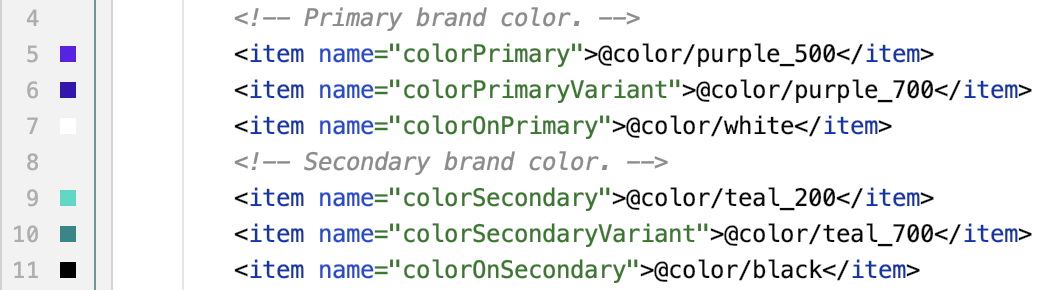 4 <!-- Primary brand color. -->
5 <item name="colorPrimary">@color/purple_500</item>
6 <item name="colorPrimaryVariant">@color/purple_700</item>
7 <item name="colorOnPrimary">@color/white</item>
8 <!-- Secondary brand color. -->
9 <item name="colorSecondary">@color/teal_200</item>
10 <item name="colorSecondaryVariant">@color/teal_700</item>
11 <item name="colorOnSecondary">@color/black</item>